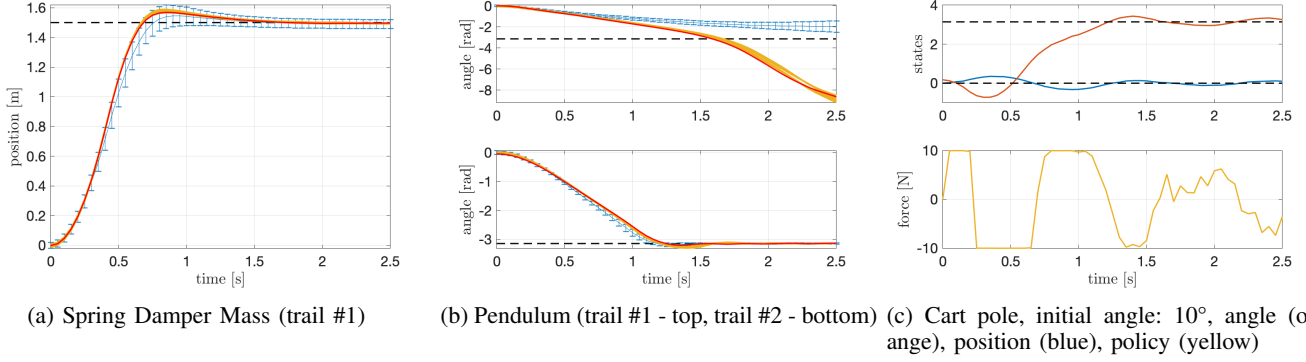 1.6
1.4
1.2
1
0.8
0.6
0.4
0.2
0
position [m]
0 0.5 1 1.5 2 2.5
time [s]
0
-2
-4
-6
-8
angle [rad]
0 0.5 1 1.5 2 2.5
0
-1
-2
-3
angle [rad]
0 0.5 1 1.5 2 2.5
time [s]
4
2
0
states
0 0.5 1 1.5 2 2.5
10
0
-10
force [N]
0 0.5 1 1.5 2 2.5
time [s]
(a) Spring Damper Mass (trail #1)
(b) Pendulum (trail #1 - top, trail #2 - bottom)
(c) Cart pole, initial angle: 10°, angle (o
ange), position (blue), policy (yellow)